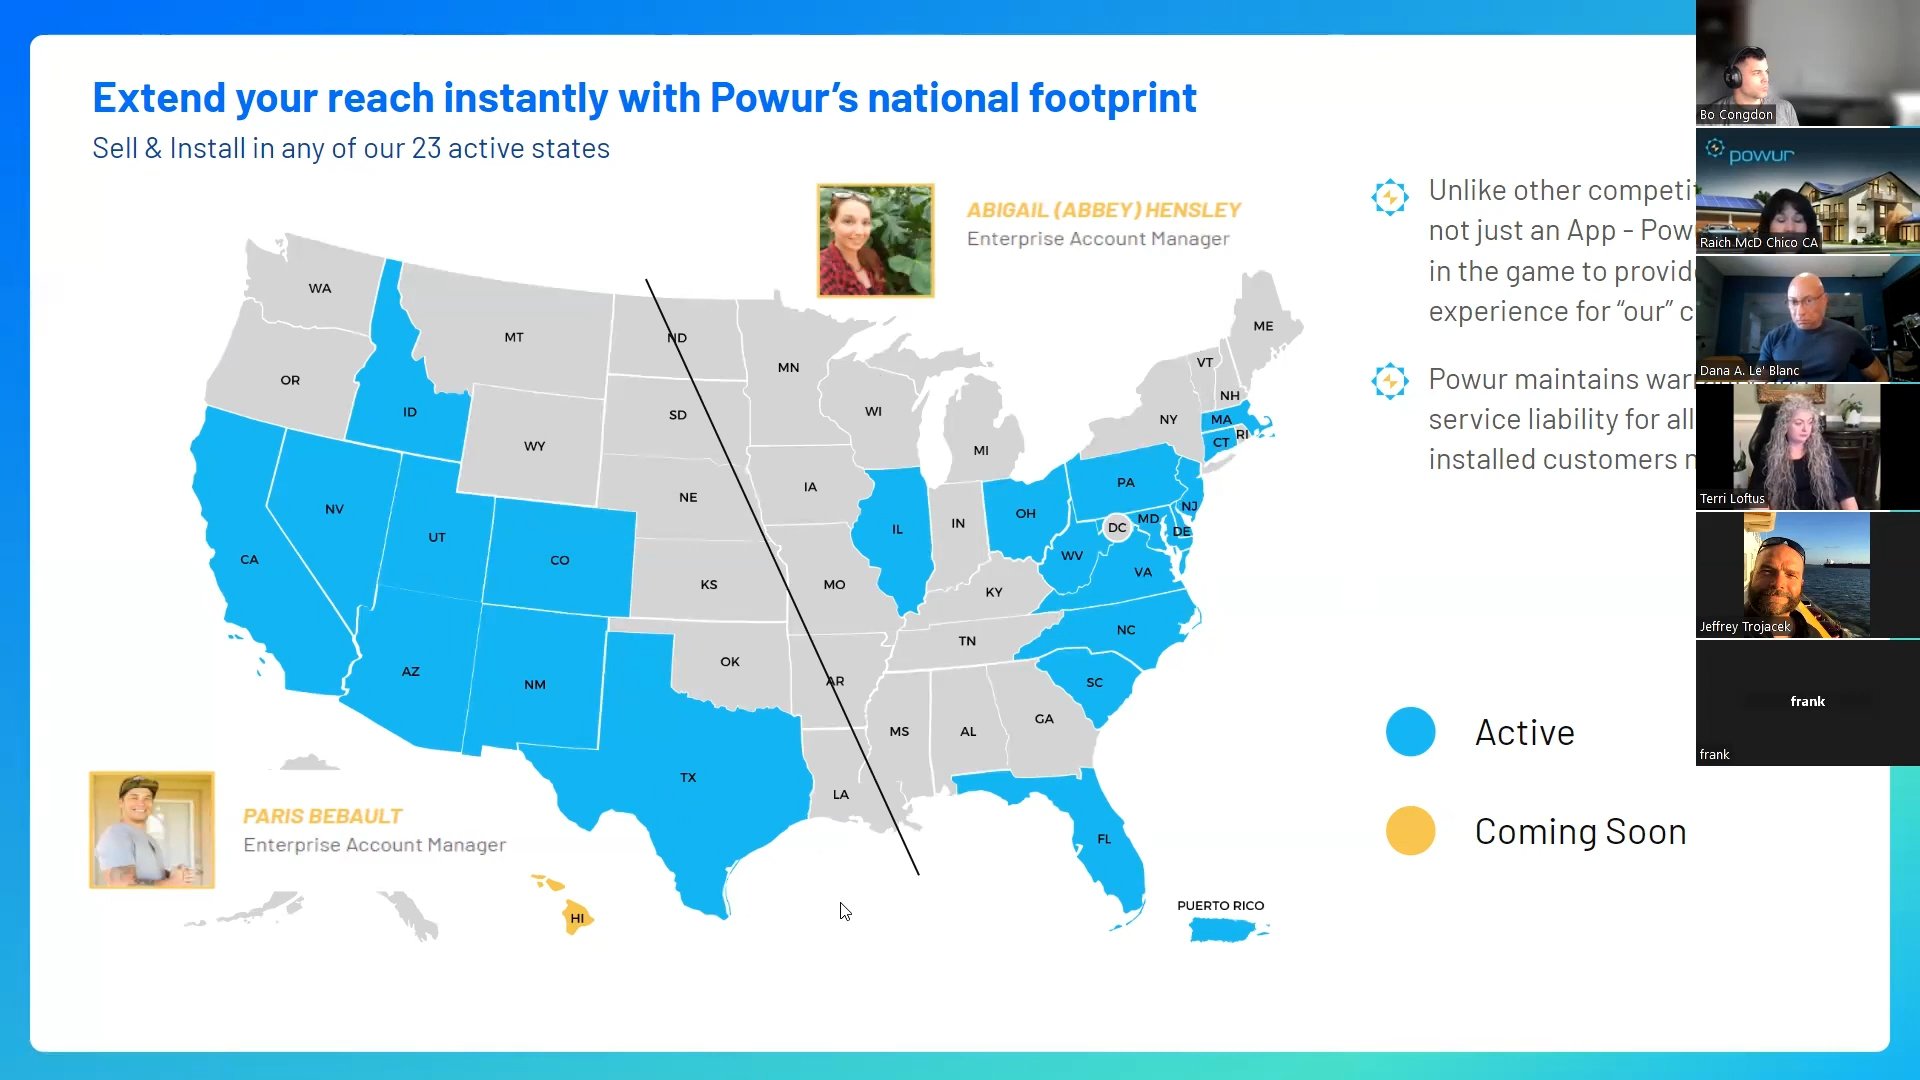 Extend your reach instantly with Powur’s national footprint
Sell & Install in any of our 23 active states
ABIGAIL (ABBEY) HENSLEY
Enterprise Account Manager
Unlike other competi
not just an App - Pow
in the game to provid
experience for “our” c
Powur maintains war
service liability for all
installed customers
WA
MT
ND
MN
ME
OR
ID
WY
SD
WI
MI
NY
VT
NH
MA
CT
RI
NV
UT
CO
CA
NE
IA
IL
IN
OH
PA
NJ
DC
MD
DE
WV
VA
KS
MO
KY
AZ
NM
OK
AR
TN
NC
SC
TX
LA
MS
AL
GA
FL
HI
PUERTO RICO
PARIS BEBAULT
Enterprise Account Manager
Active
Coming Soon
Bo Congdon
powur
Raich McD Chico CA
Dana A. Le' Blanc
Terri Loftus
Jeffrey Trojacek
frank
frank